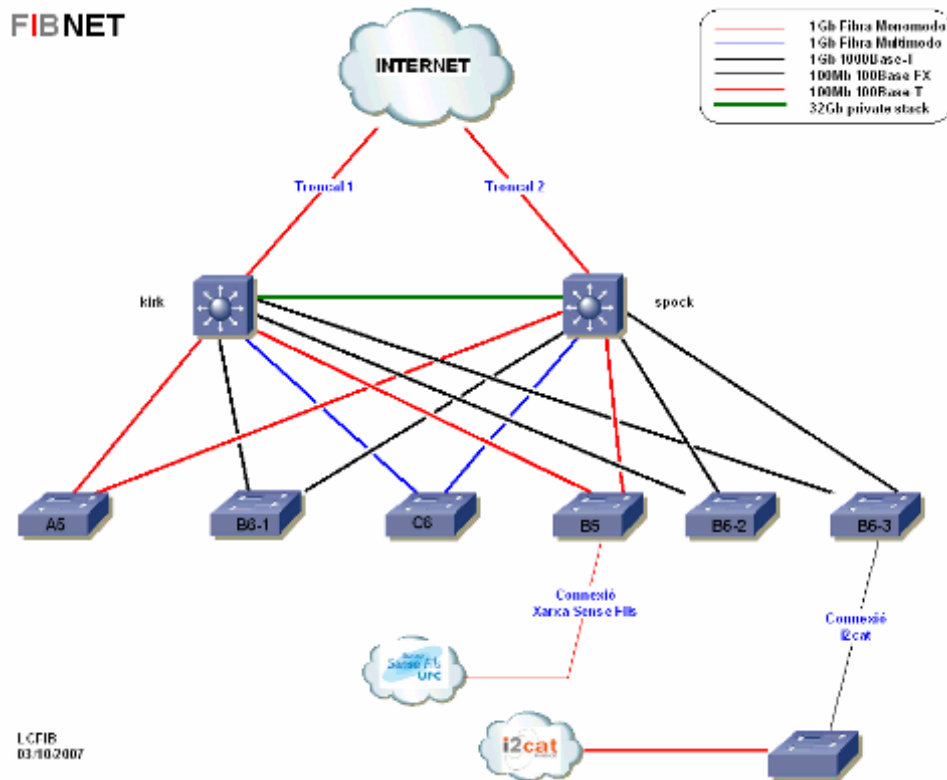 FIBNET
1Gb Fibra Monomodo
1Gb Fibra Multimodo
1Gb 1000Base-T
100Mb 100Base FX
100Mb 100Base-T
32Gb private stack
INTERNET
Troncal 1
Troncal 2
kirk
spock
A5
B6-1
C6
B5
B6-2
B6-3
Connexió
Xarxa Sense Fils
Connexió
i2cat
Sense Fils
UPC
i2cat
LCFIB
03/10/2007